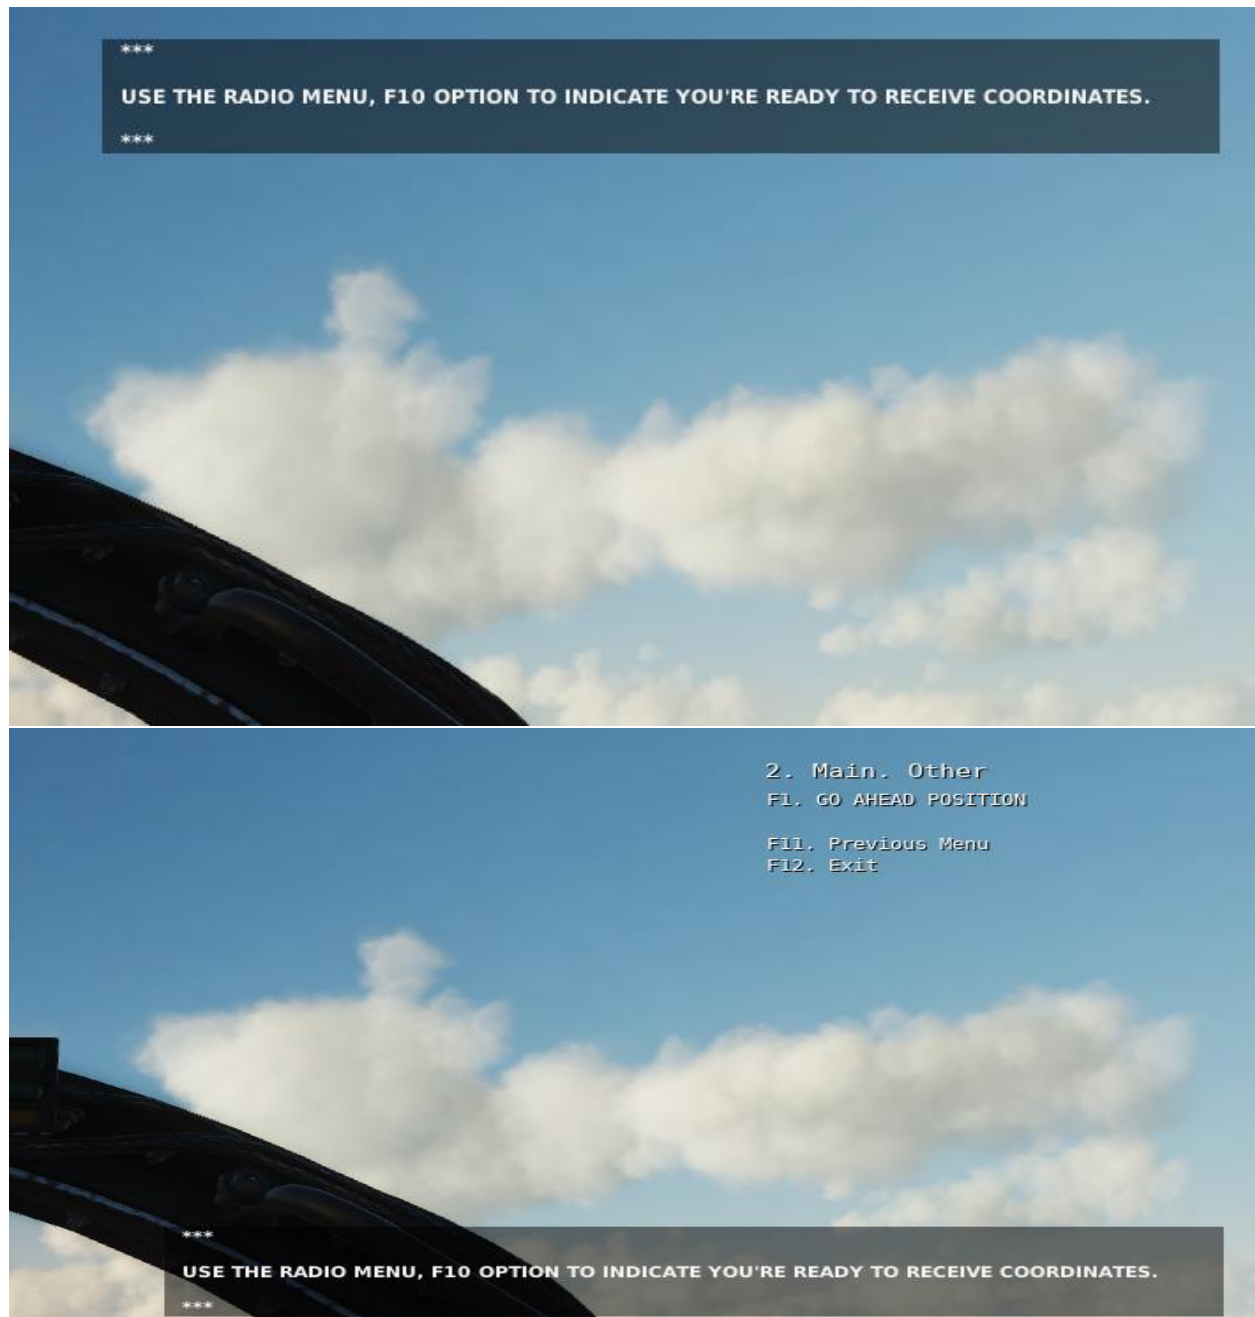 ***
USE THE RADIO MENU, F10 OPTION TO INDICATE YOU'RE READY TO RECEIVE COORDINATES.
***
2. Main. Other
F1. GO AHEAD POSITION
F11. Previous Menu
F12. Exit
***
USE THE RADIO MENU, F10 OPTION TO INDICATE YOU'RE READY TO RECEIVE COORDINATES.
***